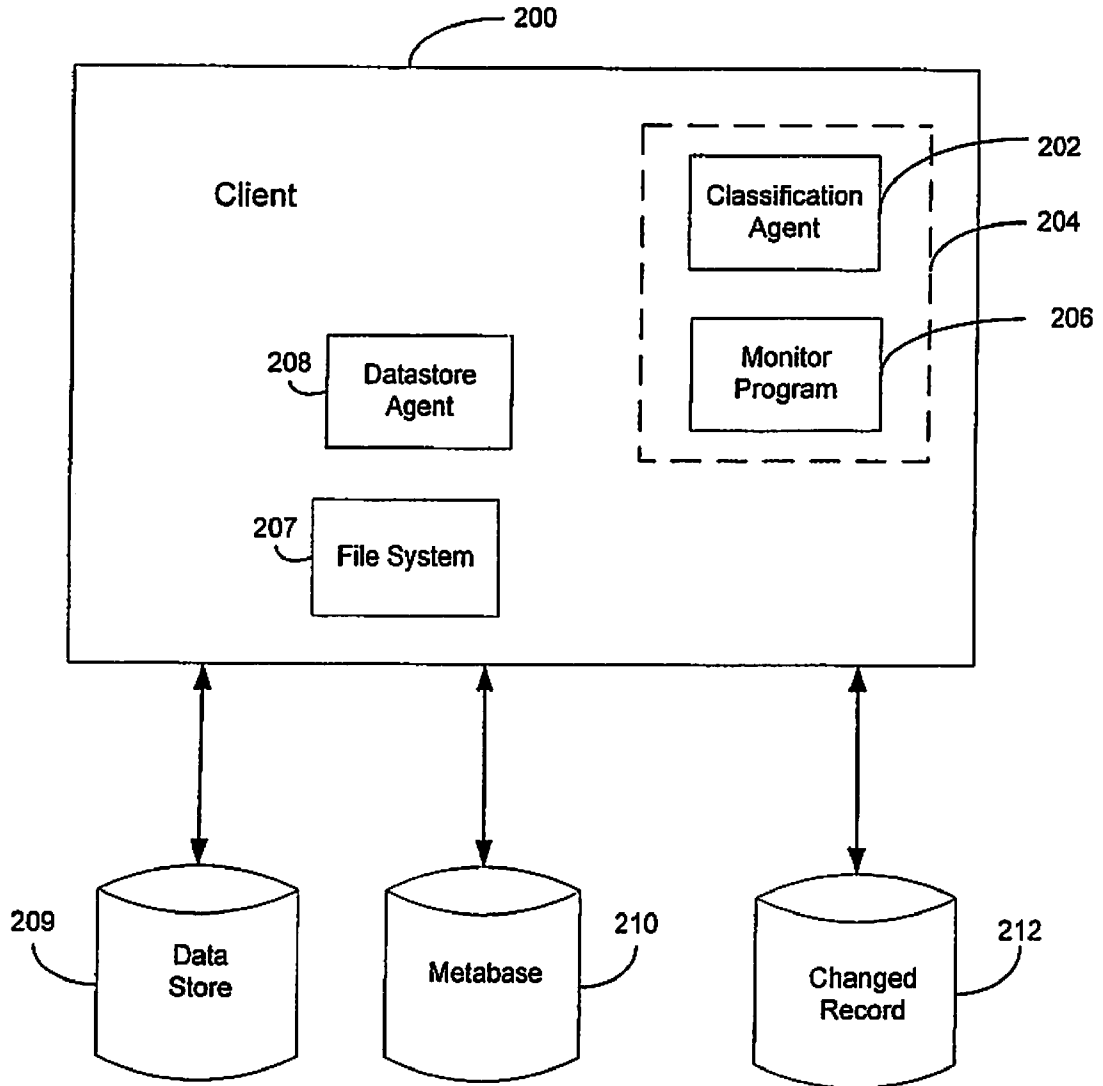 200
202
Classification
Agent
Client
204
206
Monitor
Program
208
Datastore
Agent
207
File System
209
Data
Store
210
Metabase
212
Changed
Record